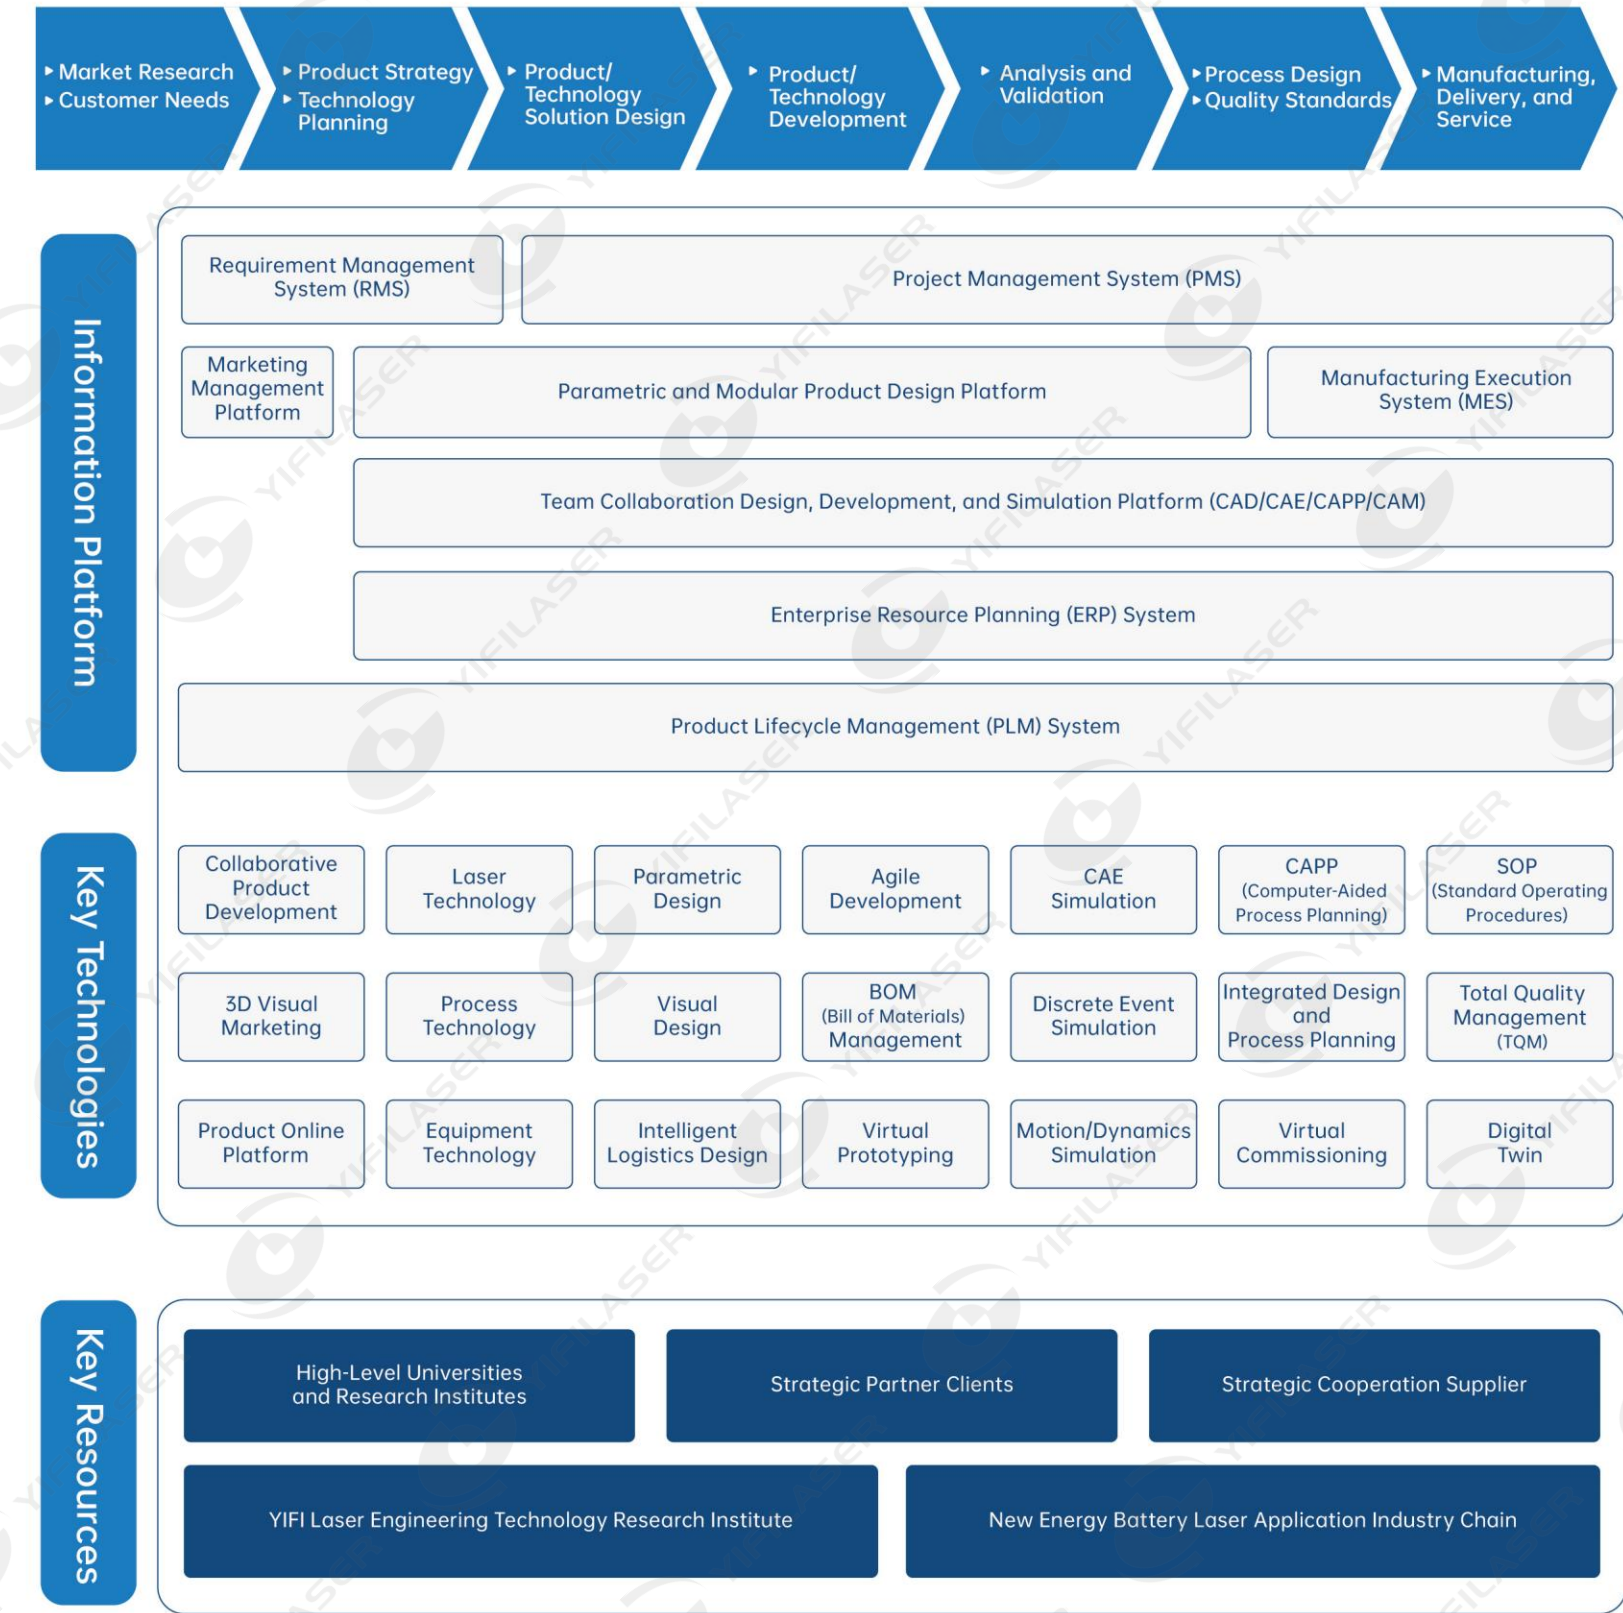 ▸ Market Research
▸ Customer Needs
▸ Product Strategy
▸ Technology
Planning
▸ Product/
Technology
Solution Design
▸ Product/
Technology
Development
▸ Analysis and
Validation
▸ Process Design
▸ Quality Standards
▸ Manufacturing,
Delivery, and
Service
Information Platform
Requirement Management
System (RMS)
Project Management System (PMS)
Marketing
Management
Platform
Parametric and Modular Product Design Platform
Manufacturing Execution
System (MES)
Team Collaboration Design, Development, and Simulation Platform (CAD/CAE/CAPP/CAM)
Enterprise Resource Planning (ERP) System
Product Lifecycle Management (PLM) System
Key Technologies
Collaborative
Product
Development
Laser
Technology
Parametric
Design
Agile
Development
CAE
Simulation
CAPP
(Computer-Aided
Process Planning)
SOP
(Standard Operating
Procedures)
3D Visual
Marketing
Process
Technology
Visual
Design
BOM
(Bill of Materials)
Management
Discrete Event
Simulation
Integrated Design
and
Process Planning
Total Quality
Management
(TQM)
Product Online
Platform
Equipment
Technology
Intelligent
Logistics Design
Virtual
Prototyping
Motion/Dynamics
Simulation
Virtual
Commissioning
Digital
Twin
Key Resources
High-Level Universities
and Research Institutes
Strategic Partner Clients
Strategic Cooperation Supplier
YIFI Laser Engineering Technology Research Institute
New Energy Battery Laser Application Industry Chain
YIFILASER